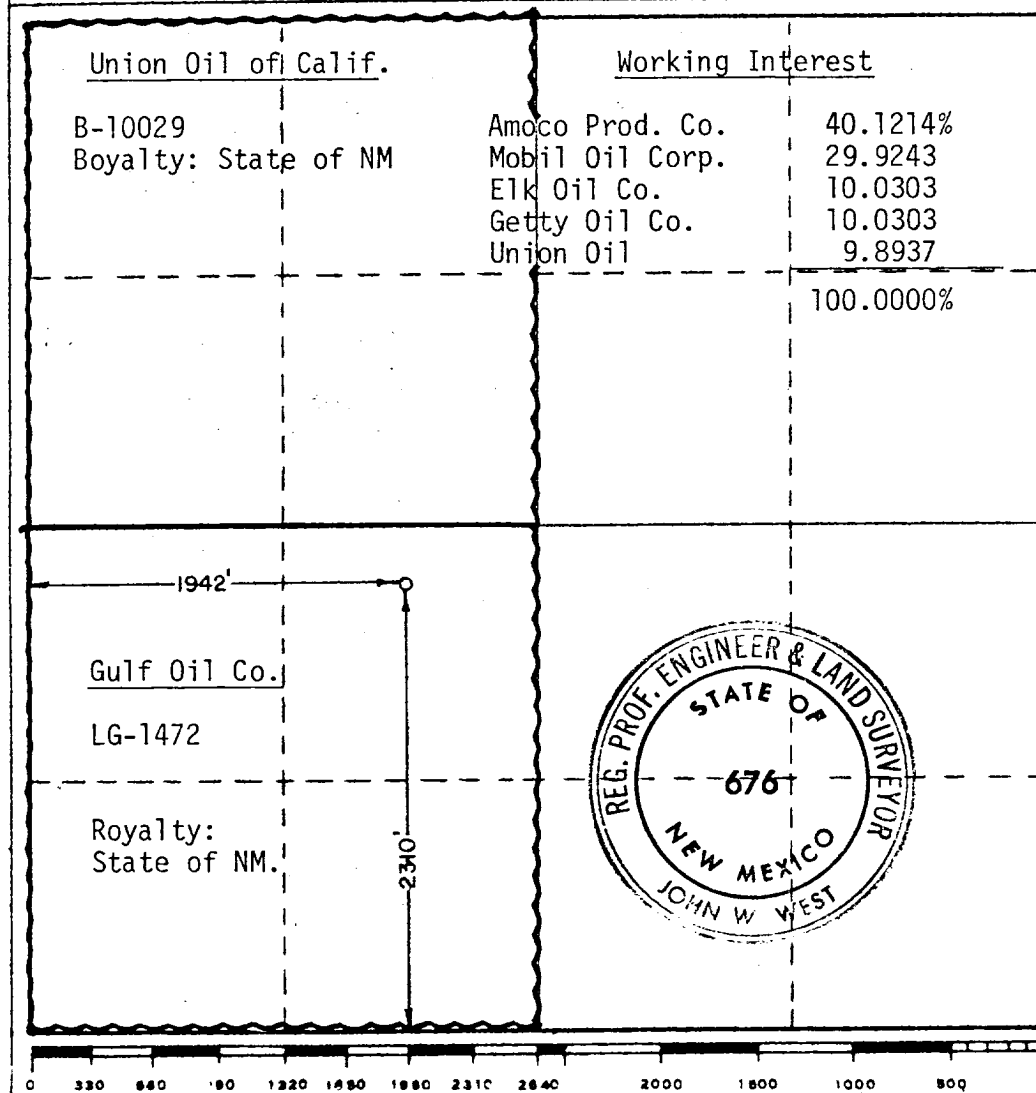 Union Oil of Calif.
B-10029
Boyalty: State of NM
Working Interest
Amoco Prod. Co. 40.1214%
Mobil Oil Corp. 29.9243
Elk Oil Co. 10.0303
Getty Oil Co. 10.0303
Union Oil 9.8937
100.0000%
1942'
Gulf Oil Co.
LG-1472
Royalty:
State of NM.
2310'
REG. PROF. ENGINEER & LAND SURVEYOR
STATE OF
676
NEW MEXICO
JOHN W WEST
0 330 660 '90 1320 1650 1980 2310 2640 2000 1500 1000 500